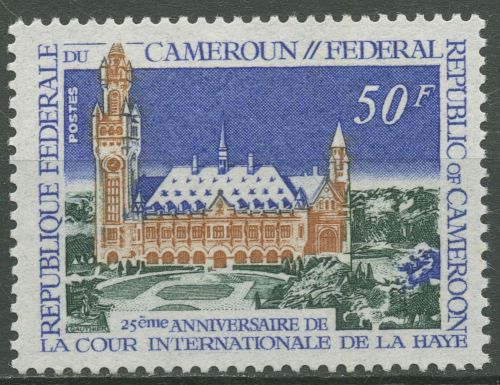 REPUBLIQUE FEDERALE DU CAMEROUN // FEDERAL REPUBLIC OF CAMEROON
POSTES
50F
GAUTHIER
25ème ANNIVERSAIRE DE
LA COUR INTERNATIONALE DE LA HAYE